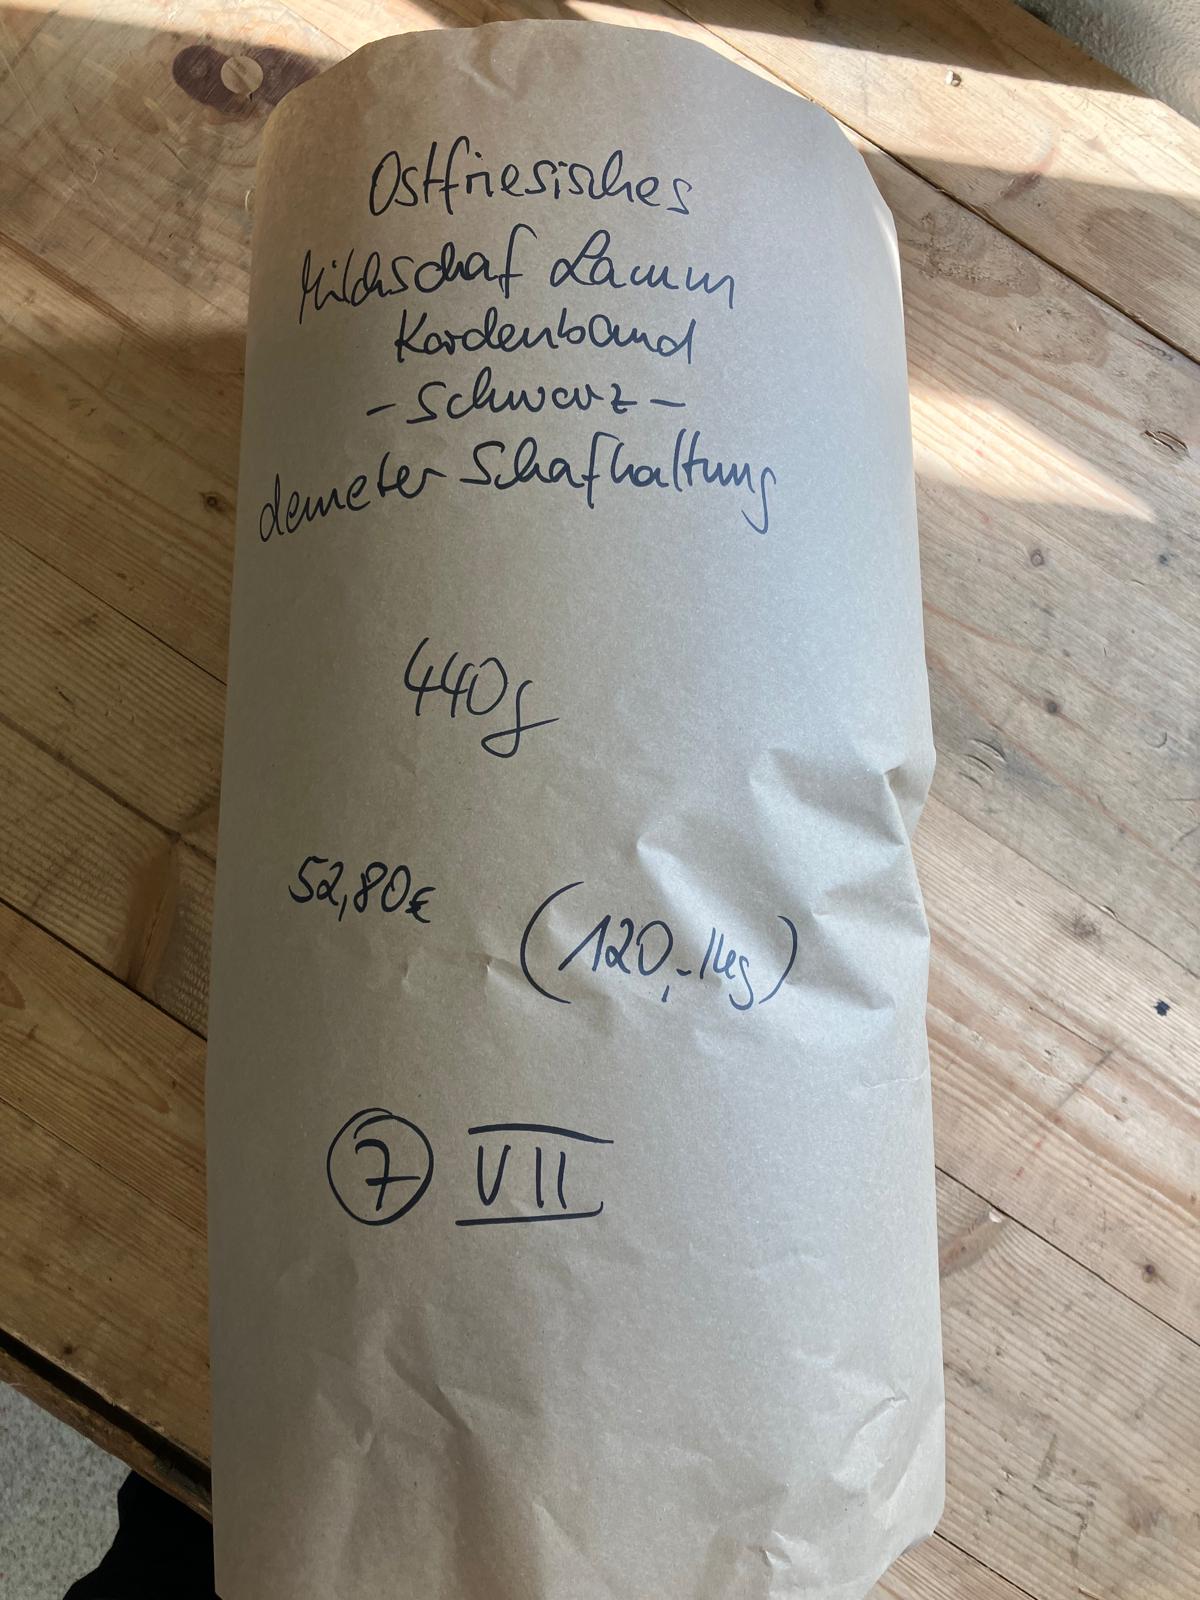 Ostfriesisches
Milchschaf Lamm
Kardenband
- schwarz -
demeter Schafhaltung
440g
52,80€ (120,-/kg)
7 VII